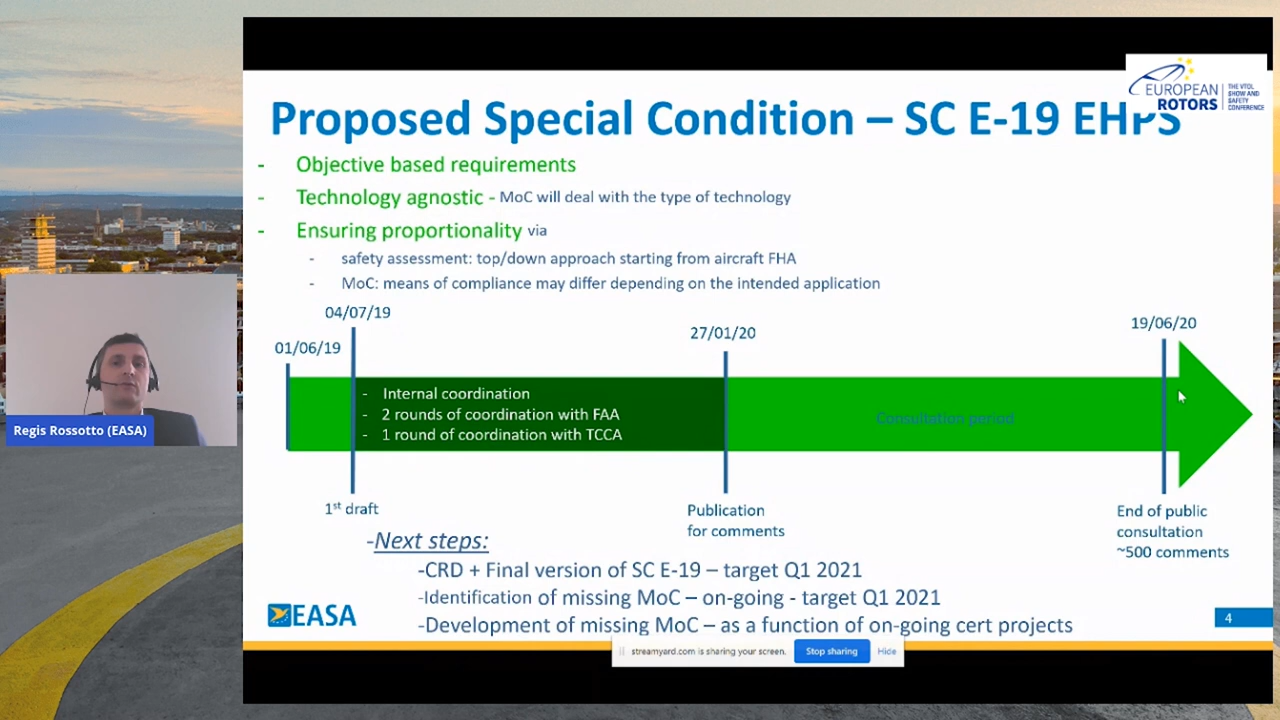 EUROPEAN
ROTORS
THE VTOL
SHOW AND
SAFETY
CONFERENCE
Proposed Special Condition – SC E-19 EHPS
- Objective based requirements
- Technology agnostic - MoC will deal with the type of technology
- Ensuring proportionality via
- safety assessment: top/down approach starting from aircraft FHA
- MoC: means of compliance may differ depending on the intended application
04/07/19
01/06/19
27/01/20
19/06/20
- Internal coordination
- 2 rounds of coordination with FAA
- 1 round of coordination with TCCA
Consultation period
Regis Rossotto (EASA)
1st draft
Publication
for comments
End of public
consultation
~500 comments
-Next steps:
-CRD + Final version of SC E-19 – target Q1 2021
-Identification of missing MoC – on-going - target Q1 2021
-Development of missing MoC – as a function of on-going cert projects
EASA
4
streamyard.com is sharing your screen.
Stop sharing
Hide